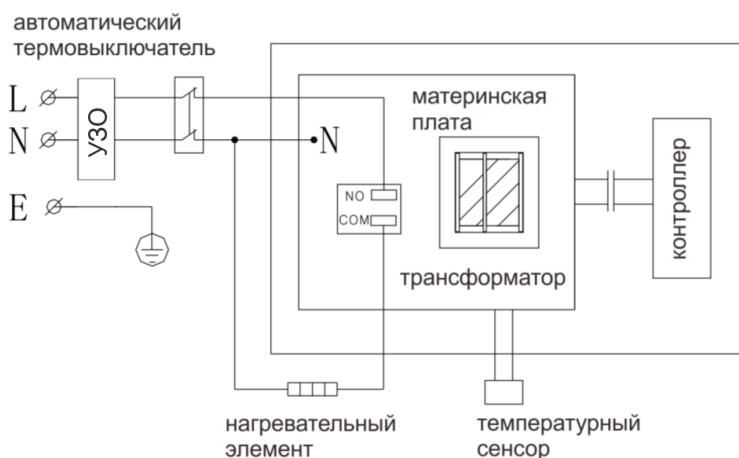 автоматический
термовыключатель
L
N
E
УЗО
N
NO
COM
материнская
плата
трансформатор
контроллер
нагревательный
элемент
температурный
сенсор